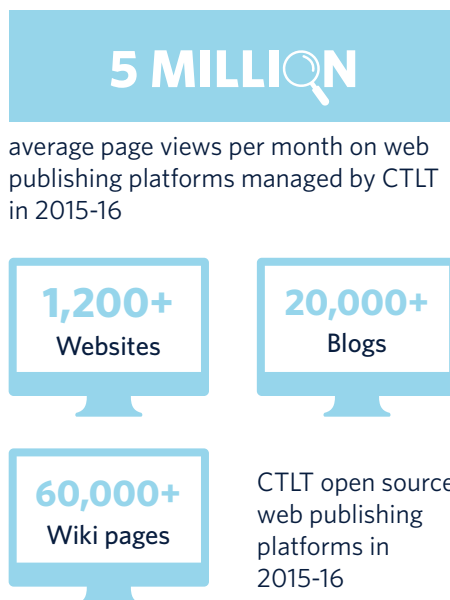 5 MILLION
average page views per month on web
publishing platforms managed by CTLT
in 2015-16
1,200+
Websites
20,000+
Blogs
60,000+
Wiki pages
CTLT open source
web publishing
platforms in
2015-16